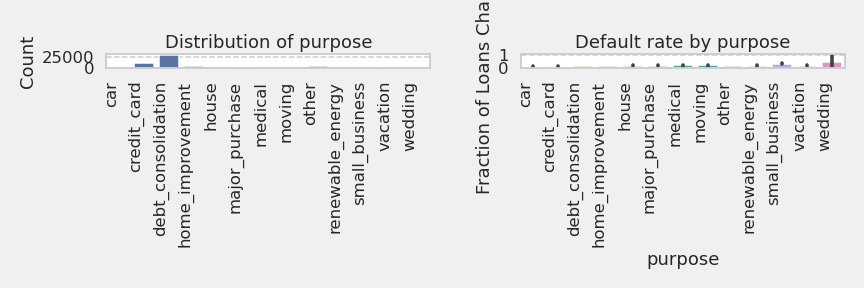 Distribution of purpose
Count
25000
0
car
credit_card
debt_consolidation
home_improvement
house
major_purchase
medical
moving
other
renewable_energy
small_business
vacation
wedding
Default rate by purpose
Fraction of Loans Cha
1
0
car
credit_card
debt_consolidation
home_improvement
house
major_purchase
medical
moving
other
renewable_energy
small_business
vacation
wedding
purpose